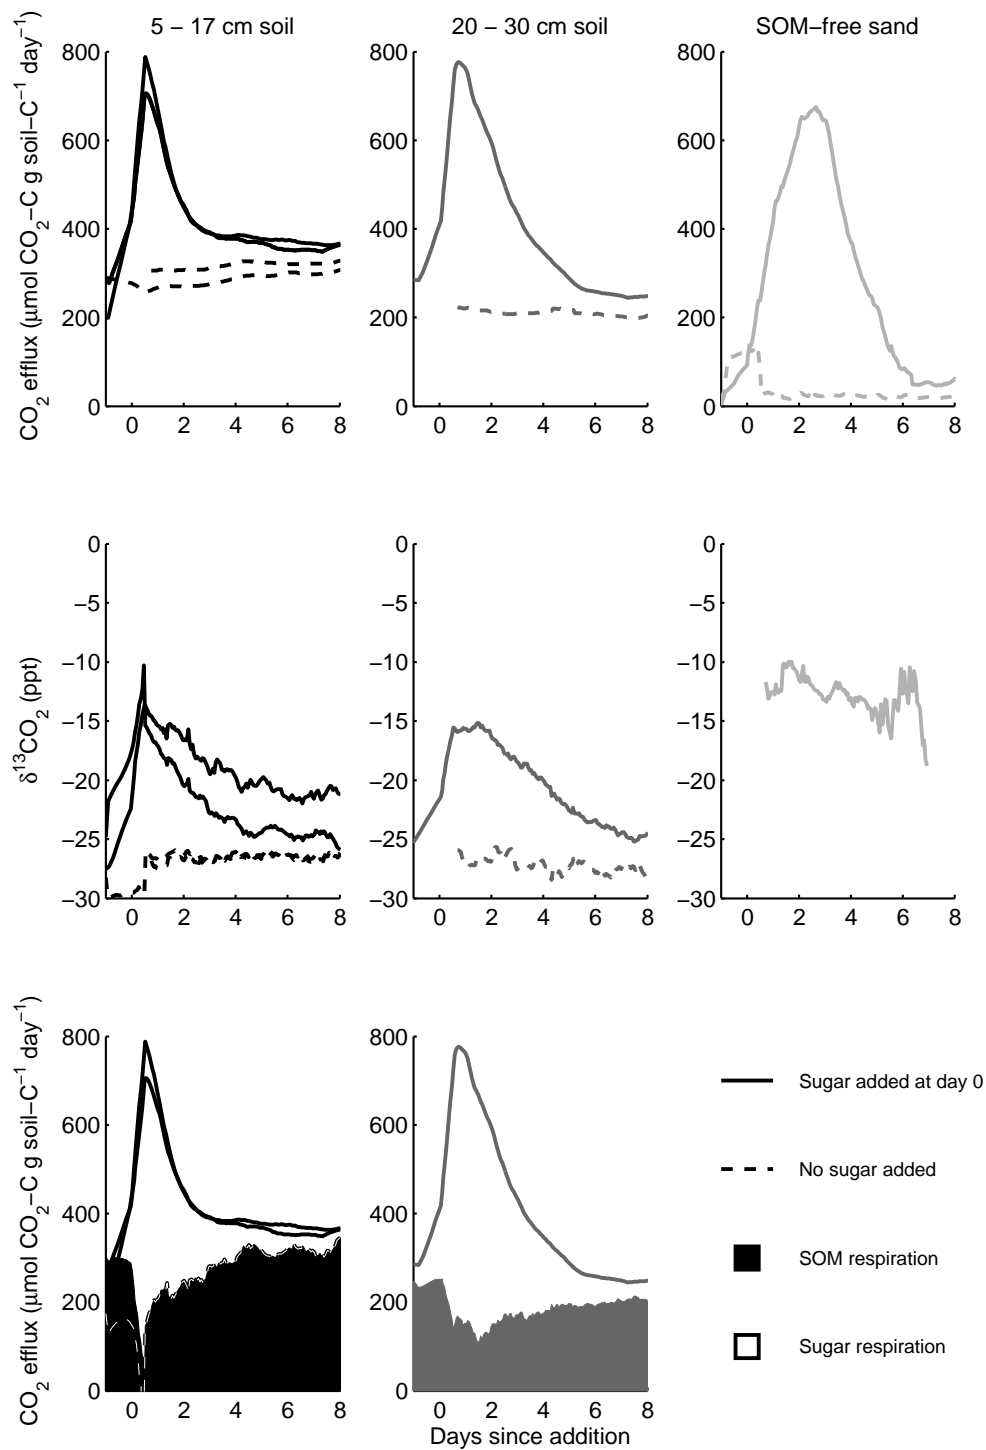 5 – 17 cm soil
20 – 30 cm soil
SOM–free sand
CO2 efflux (μmol CO2–C g soil–C−1 day−1)
800
600
400
200
0
0 2 4 6 8
800
600
400
200
0
0 2 4 6 8
800
600
400
200
0
0 2 4 6 8
δ13CO2 (ppt)
0
−5
−10
−15
−20
−25
−30
0 2 4 6 8
0
−5
−10
−15
−20
−25
−30
0 2 4 6 8
0
−5
−10
−15
−20
−25
−30
0 2 4 6 8
CO2 efflux (μmol CO2–C g soil–C−1 day−1)
800
600
400
200
0
0 2 4 6 8
800
600
400
200
0
0 2 4 6 8
Days since addition
Sugar added at day 0
No sugar added
SOM respiration
Sugar respiration